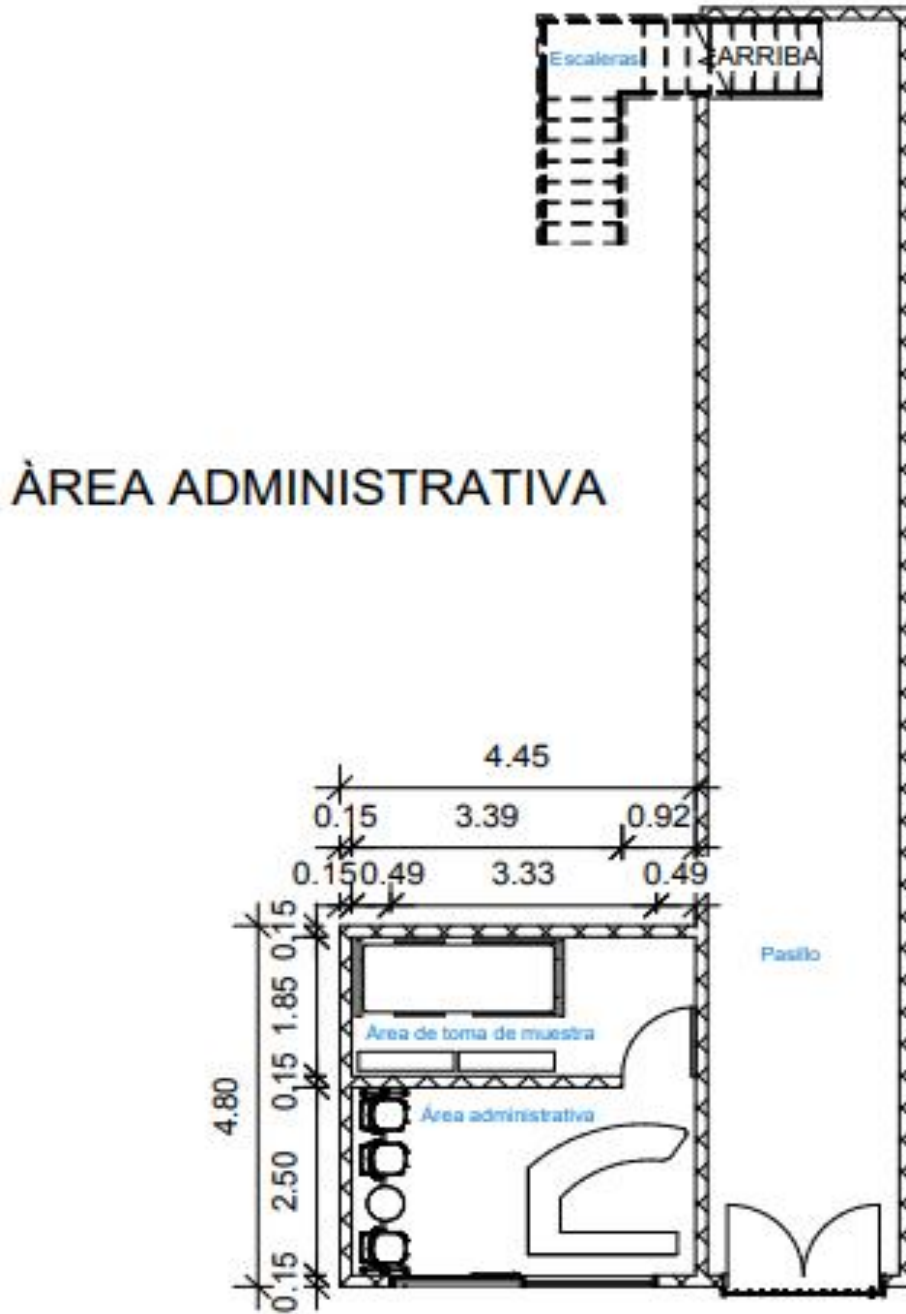 Escaleras
ARRIBA
ÀREA ADMINISTRATIVA
4.45
0.15 3.39 0.92
0.15 0.49 3.33 0.49
0.15
1.85
0.15
2.50
0.15
4.80
Pasillo
Área de toma de muestra
Área administrativa